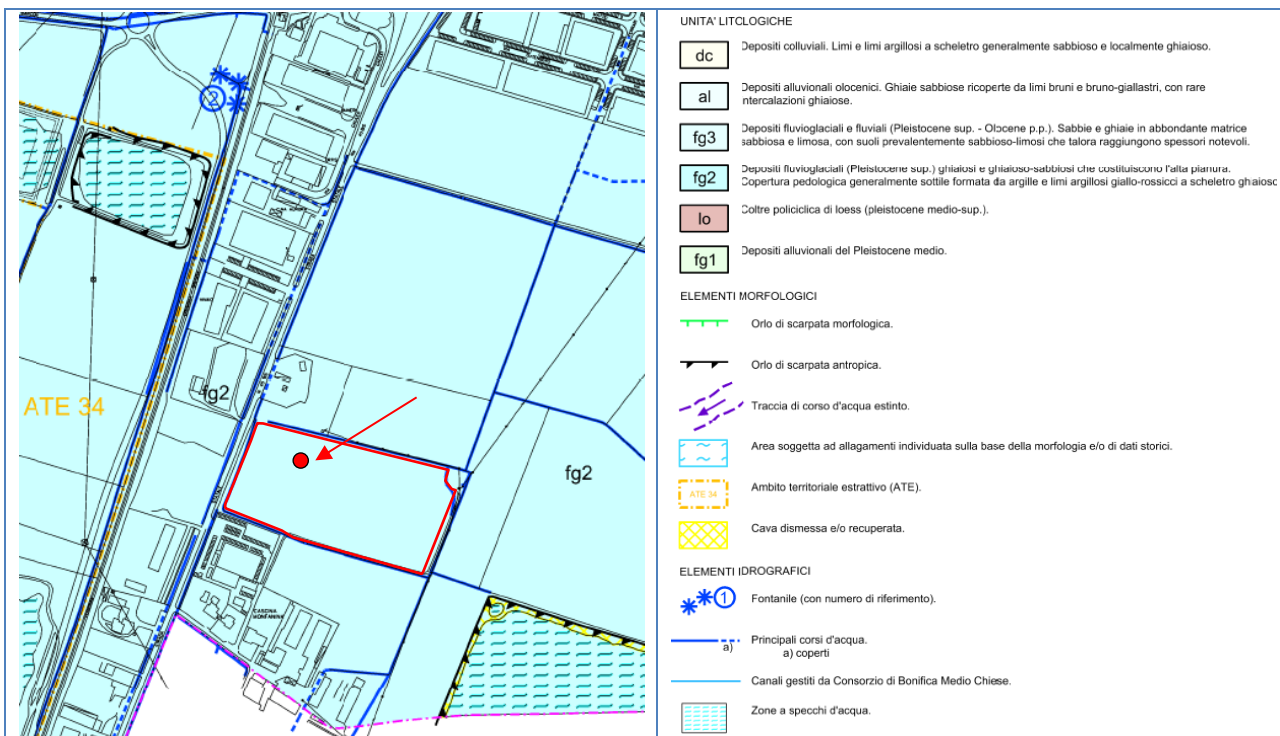 2
ATE 34
fg2
fg2
CASCINA
MONTANINA
UNITA' LITOLOGICHE
dc
Depositi colluviali. Limi e limi argillosi a scheletro generalmente sabbioso e localmente ghiaioso.
al
Depositi alluvionali olocenici. Ghiaie sabbiose ricoperte da limi bruni e bruno-giallastri, con rare
intercalazioni ghiaiose.
fg3
Depositi fluvioglaciali e fluviali (Pleistocene sup. - Olocene p.p.). Sabbie e ghiaie in abbondante matrice
sabbiosa e limosa, con suoli prevalentemente sabbioso-limosi che talora raggiungono spessori notevoli.
fg2
Depositi fluvioglaciali (Pleistocene sup.) ghiaiosi e ghiaioso-sabbiosi che costituiscono l'alta pianura.
Copertura pedologica generalmente sottile formata da argille e limi argillosi giallo-rossicci a scheletro ghiaioso
lo
Coltre policiclica di loess (pleistocene medio-sup.).
fg1
Depositi alluvionali del Pleistocene medio.
ELEMENTI MORFOLOGICI
Orlo di scarpata morfologica.
Orlo di scarpata antropica.
Traccia di corso d'acqua estinto.
Area soggetta ad allagamenti individuata sulla base della morfologia e/o di dati storici.
ATE 34
Ambito territoriale estrattivo (ATE).
Cava dismessa e/o recuperata.
ELEMENTI IDROGRAFICI
1
Fontanile (con numero di riferimento).
a)
Principali corsi d'acqua.
a) coperti
Canali gestiti da Consorzio di Bonifica Medio Chiese.
Zone a specchi d'acqua.